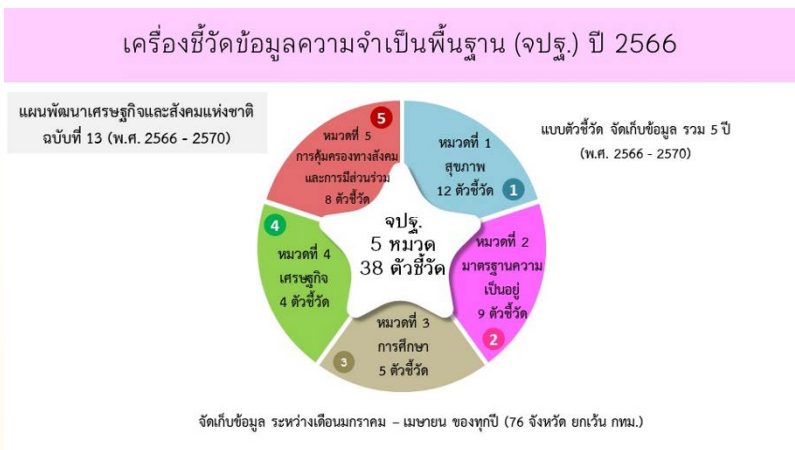 เครื่องชี้วัดข้อมูลความจำเป็นพื้นฐาน (จปฐ.) ปี 2566
แผนพัฒนาเศรษฐกิจและสังคมแห่งชาติ
ฉบับที่ 13 (พ.ศ. 2566 - 2570)
แบบตัวชี้วัด จัดเก็บข้อมูล รวม 5 ปี
(พ.ศ. 2566 - 2570)
หมวดที่ 1
สุขภาพ
12 ตัวชี้วัด
1
หมวดที่ 2
มาตรฐานความ
เป็นอยู่
9 ตัวชี้วัด
2
หมวดที่ 3
การศึกษา
5 ตัวชี้วัด
3
4
หมวดที่ 4
เศรษฐกิจ
4 ตัวชี้วัด
5
หมวดที่ 5
การคุ้มครองทางสังคม
และการมีส่วนร่วม
8 ตัวชี้วัด
จปฐ.
5 หมวด
38 ตัวชี้วัด
จัดเก็บข้อมูล ระหว่างเดือนมกราคม – เมษายน ของทุกปี (76 จังหวัด ยกเว้น กทม.)